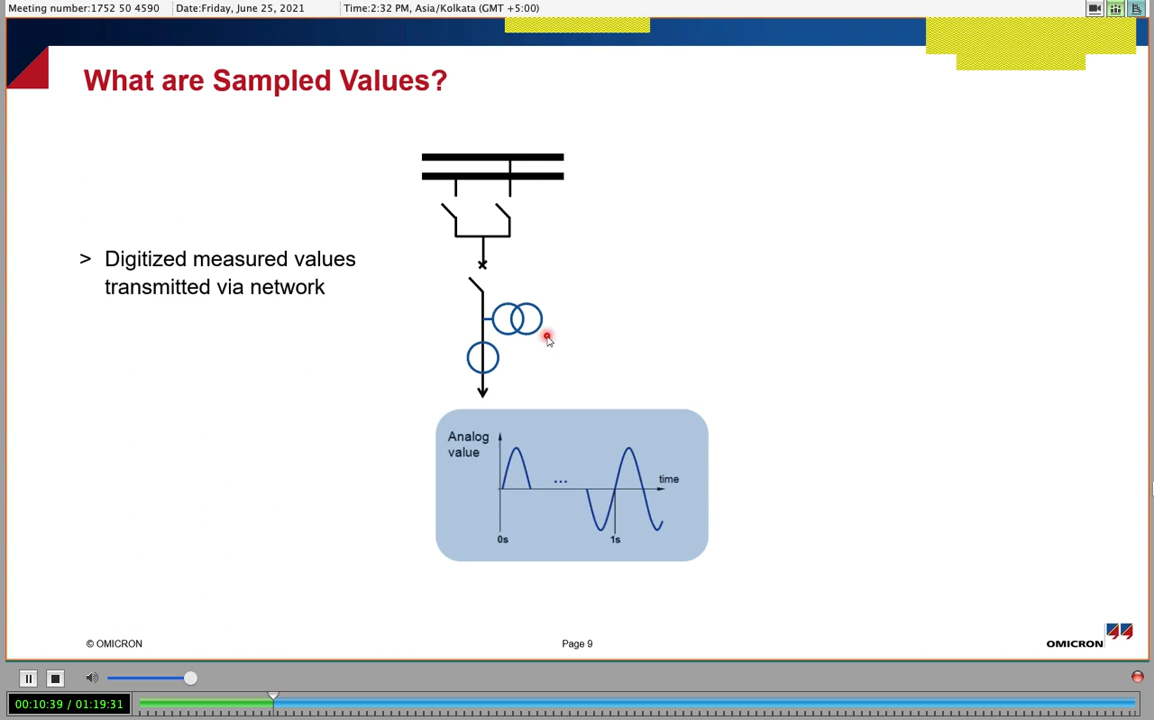 Meeting number:1752 50 4590 Date:Friday, June 25, 2021 Time:2:32 PM, Asia/Kolkata (GMT +5:00)
What are Sampled Values?
> Digitized measured values
transmitted via network
Analog
value
...
time
0s 1s
© OMICRON Page 9 OMICRON
00:10:39 / 01:19:31